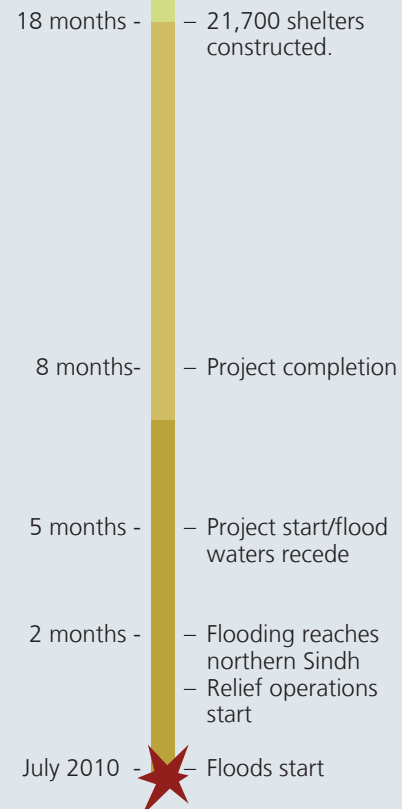 18 months - – 21,700 shelters
constructed.
8 months- – Project completion
5 months - – Project start/flood
waters recede
2 months - – Flooding reaches
northern Sindh
– Relief operations
start
July 2010 - – Floods start